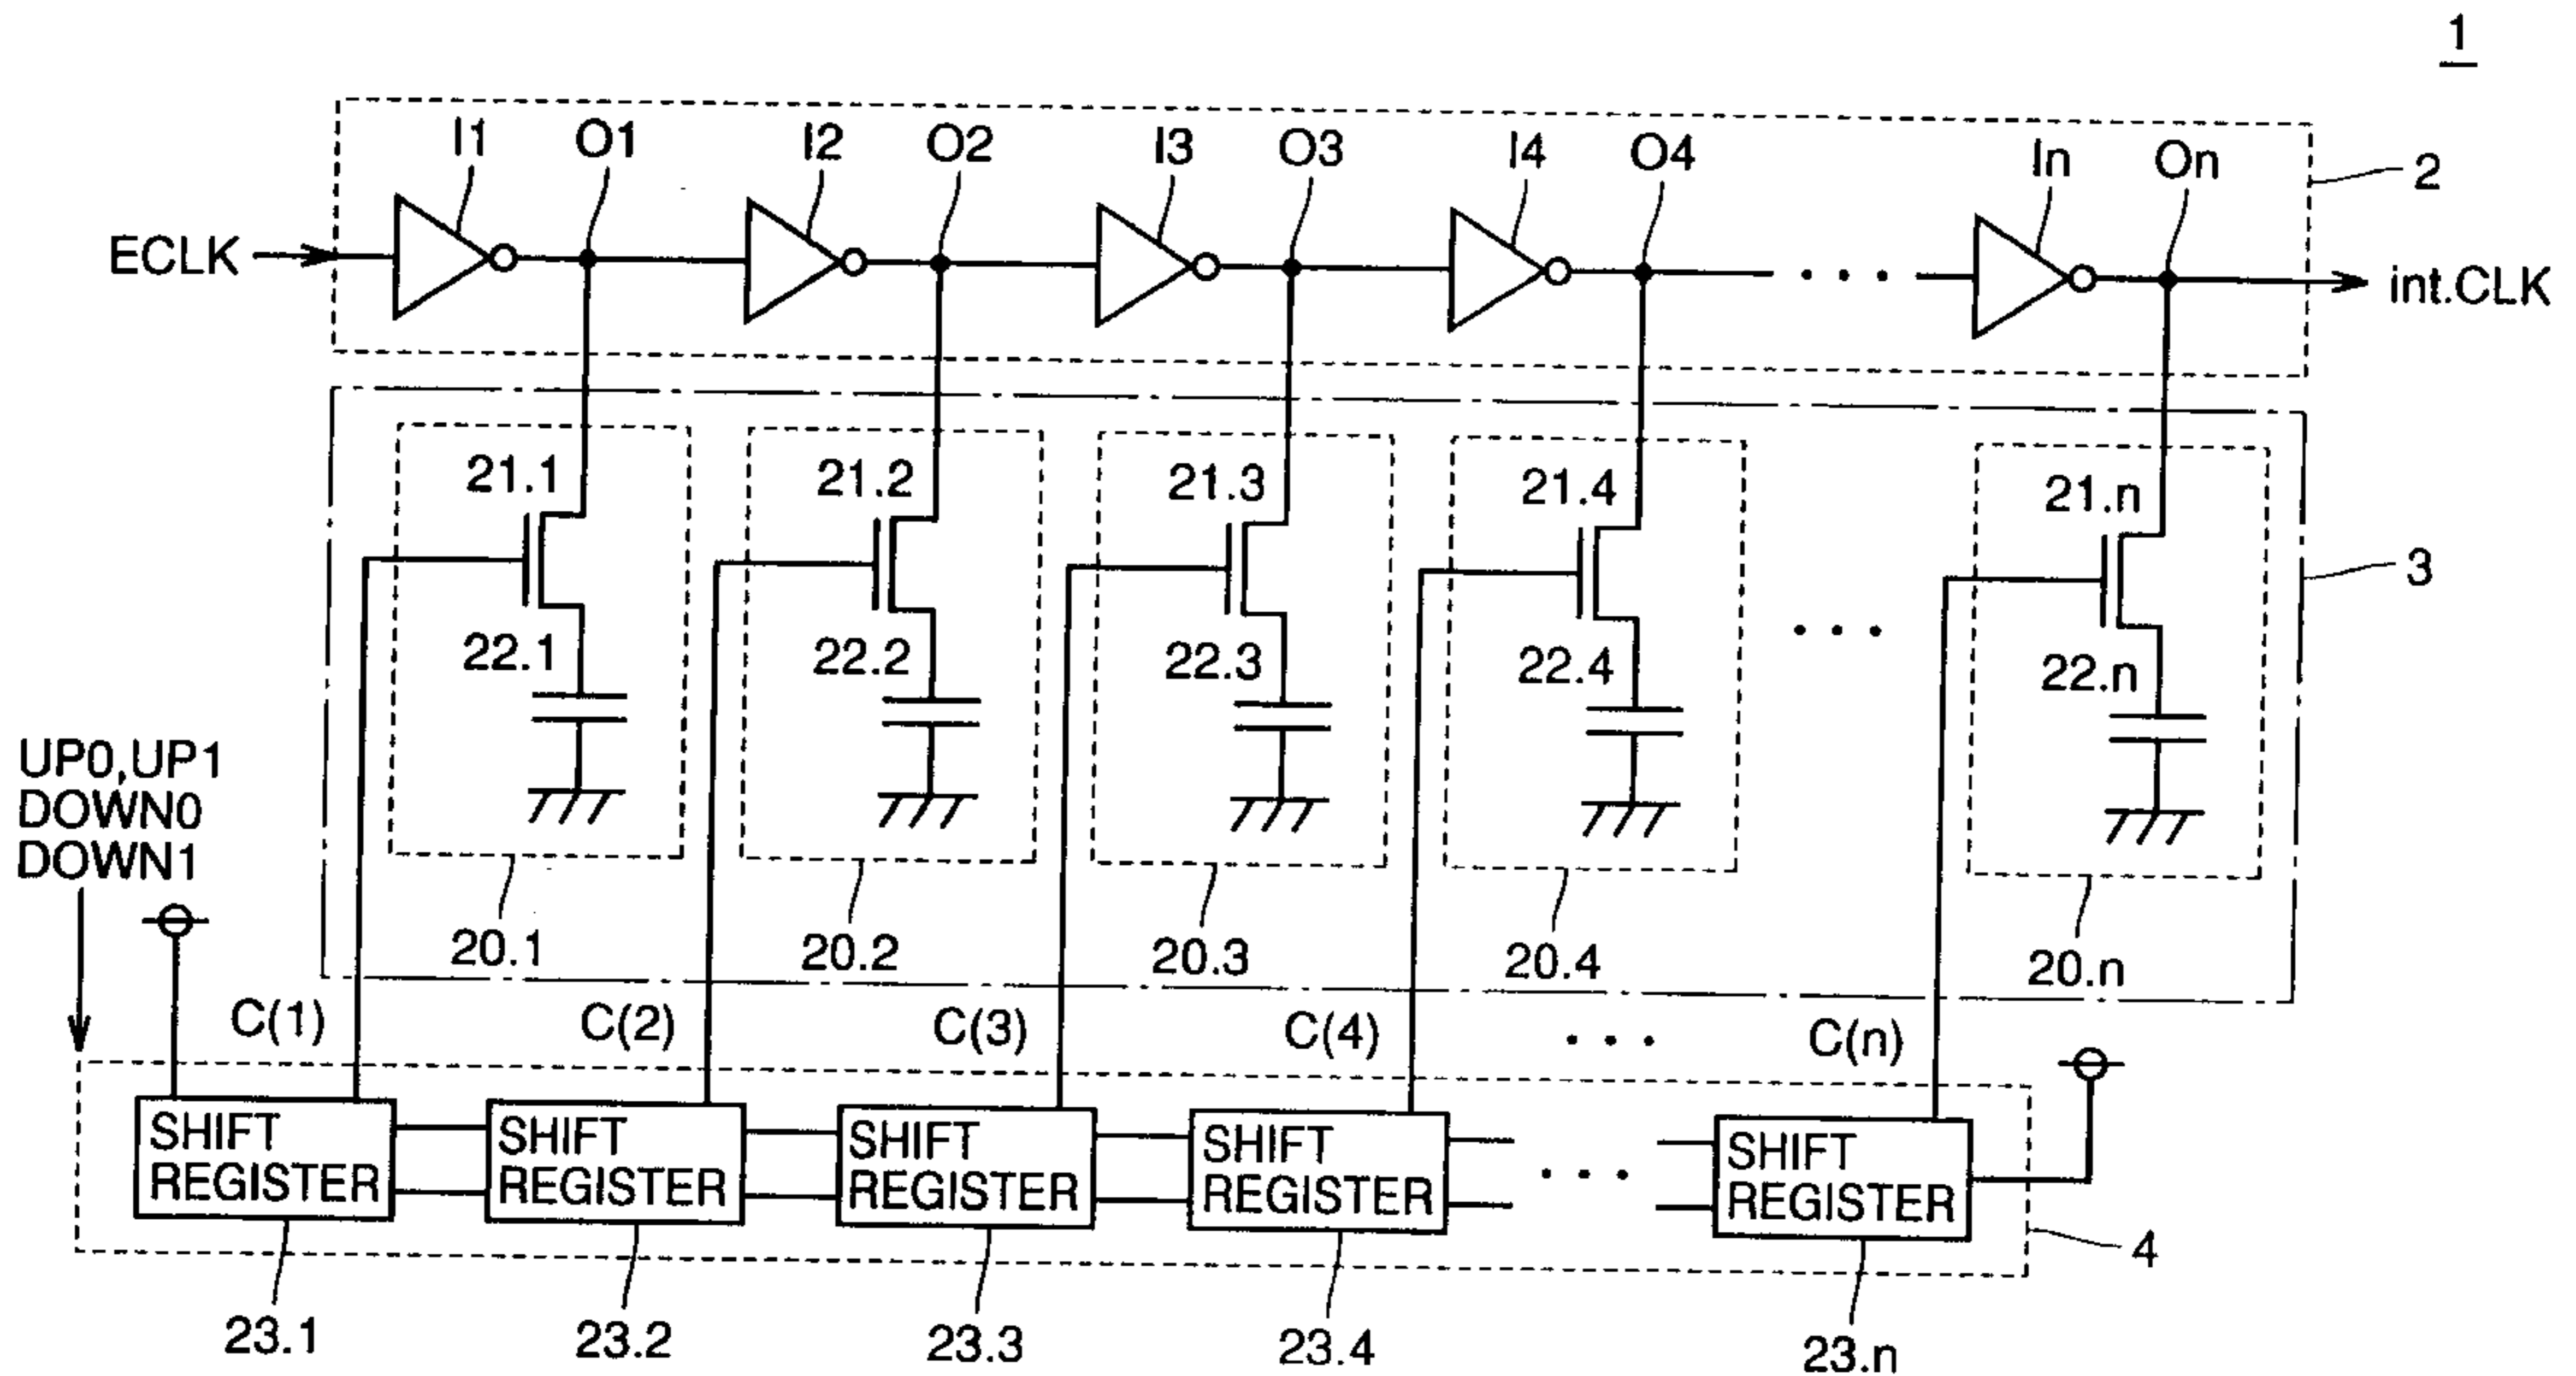 1
I1 O1 I2 O2 I3 O3 I4 O4 In On
2
ECLK
int.CLK
21.1 21.2 21.3 21.4 21.n
3
22.1 22.2 22.3 22.4 22.n
UP0,UP1
DOWN0
DOWN1
20.1 20.2 20.3 20.4 20.n
C(1) C(2) C(3) C(4) C(n)
SHIFT REGISTER
SHIFT REGISTER
SHIFT REGISTER
SHIFT REGISTER
SHIFT REGISTER
4
23.1 23.2 23.3 23.4 23.n